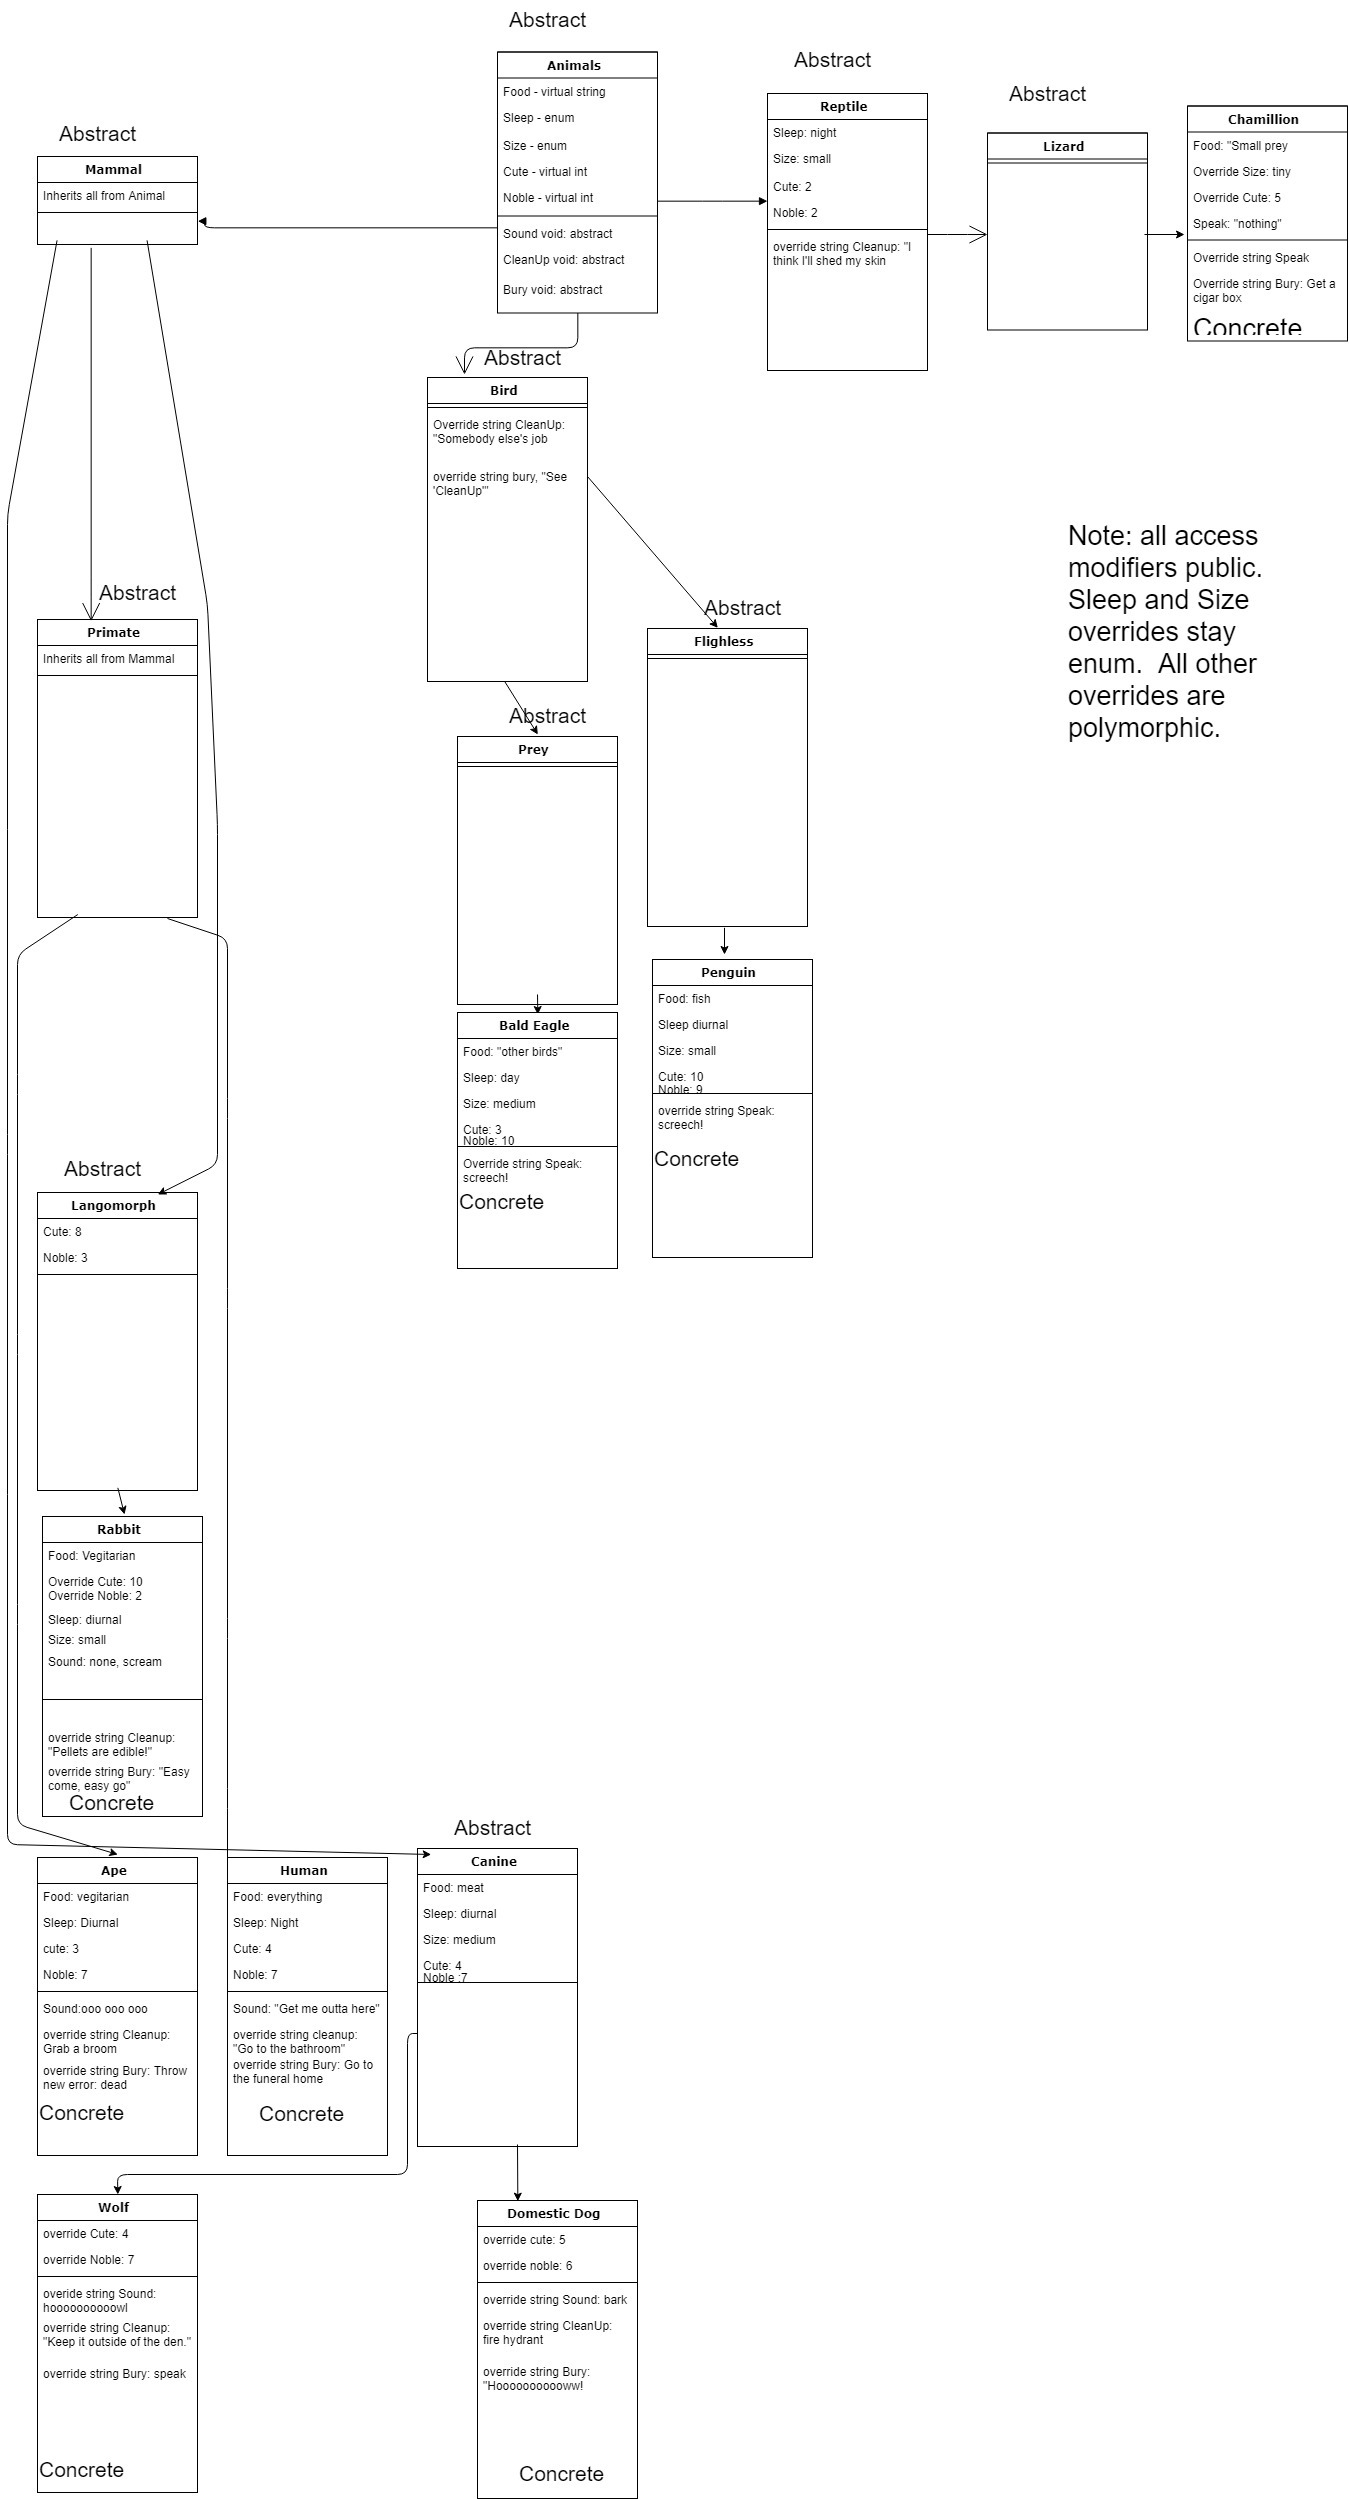 Abstract
Animals
Food - virtual string
Sleep - enum
Size - enum
Cute - virtual int
Noble - virtual int
Sound void: abstract
CleanUp void: abstract
Bury void: abstract
Abstract
Reptile
Sleep: night
Size: small
Cute: 2
Noble: 2
override string Cleanup: "I
think I'll shed my skin
Abstract
Lizard
Chamillion
Food: "Small prey
Override Size: tiny
Override Cute: 5
Speak: "nothing"
Override string Speak
Override string Bury: Get a
cigar box
Concrete
Abstract
Mammal
Inherits all from Animal
Abstract
Bird
Override string CleanUp:
"Somebody else's job
override string bury, "See
'CleanUp'"
Note: all access
modifiers public.
Sleep and Size
overrides stay
enum.  All other
overrides are
polymorphic.
Abstract
Primate
Inherits all from Mammal
Abstract
Flighless
Abstract
Prey
Penguin
Food: fish
Sleep diurnal
Size: small
Cute: 10
Noble: 9
override string Speak:
screech!
Concrete
Bald Eagle
Food: "other birds"
Sleep: day
Size: medium
Cute: 3
Noble: 10
Override string Speak:
screech!
Concrete
Abstract
Langomorph
Cute: 8
Noble: 3
Rabbit
Food: Vegitarian
Override Cute: 10
Override Noble: 2
Sleep: diurnal
Size: small
Sound: none, scream
override string Cleanup:
"Pellets are edible!"
override string Bury: "Easy
come, easy go"
Concrete
Ape
Food: vegitarian
Sleep: Diurnal
cute: 3
Noble: 7
Sound:ooo ooo ooo
override string Cleanup:
Grab a broom
override string Bury: Throw
new error: dead
Concrete
Human
Food: everything
Sleep: Night
Cute: 4
Noble: 7
Sound: "Get me outta here"
override string cleanup:
"Go to the bathroom"
override string Bury: Go to
the funeral home
Concrete
Abstract
Canine
Food: meat
Sleep: diurnal
Size: medium
Cute: 4
Noble :7
Wolf
override Cute: 4
override Noble: 7
overide string Sound:
hoooooooooowl
override string Cleanup:
"Keep it outside of the den."
override string Bury: speak
Concrete
Domestic Dog
override cute: 5
override noble: 6
override string Sound: bark
override string CleanUp:
fire hydrant
override string Bury:
"Hooooooooooww!
Concrete